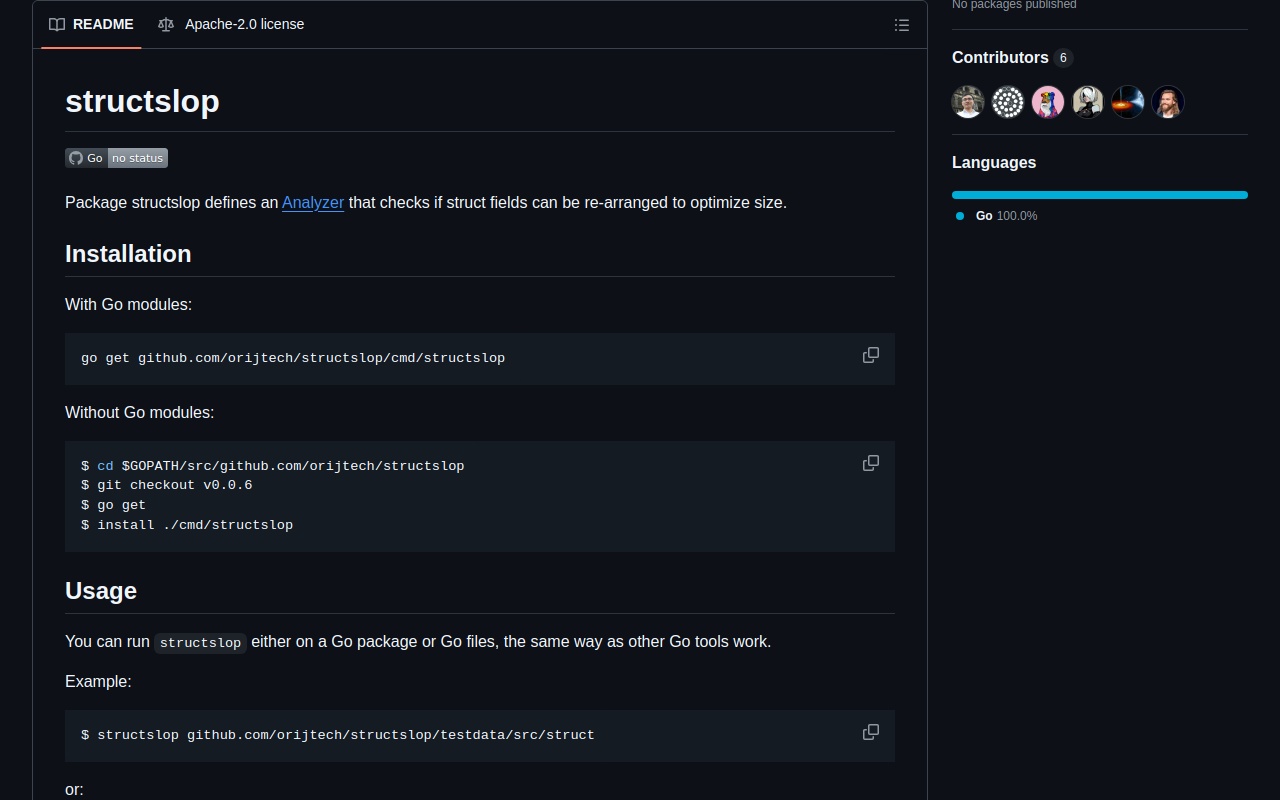 README
Apache-2.0 license
structslop
Go no status
Package structslop defines an Analyzer that checks if struct fields can be re-arranged to optimize size.
Installation
With Go modules:
go get github.com/orijtech/structslop/cmd/structslop
Without Go modules:
$ cd $GOPATH/src/github.com/orijtech/structslop
$ git checkout v0.0.6
$ go get
$ install ./cmd/structslop
Usage
You can run structslop either on a Go package or Go files, the same way as other Go tools work.
Example:
$ structslop github.com/orijtech/structslop/testdata/src/struct
or:
No packages published
Contributors 6
Languages
Go 100.0%